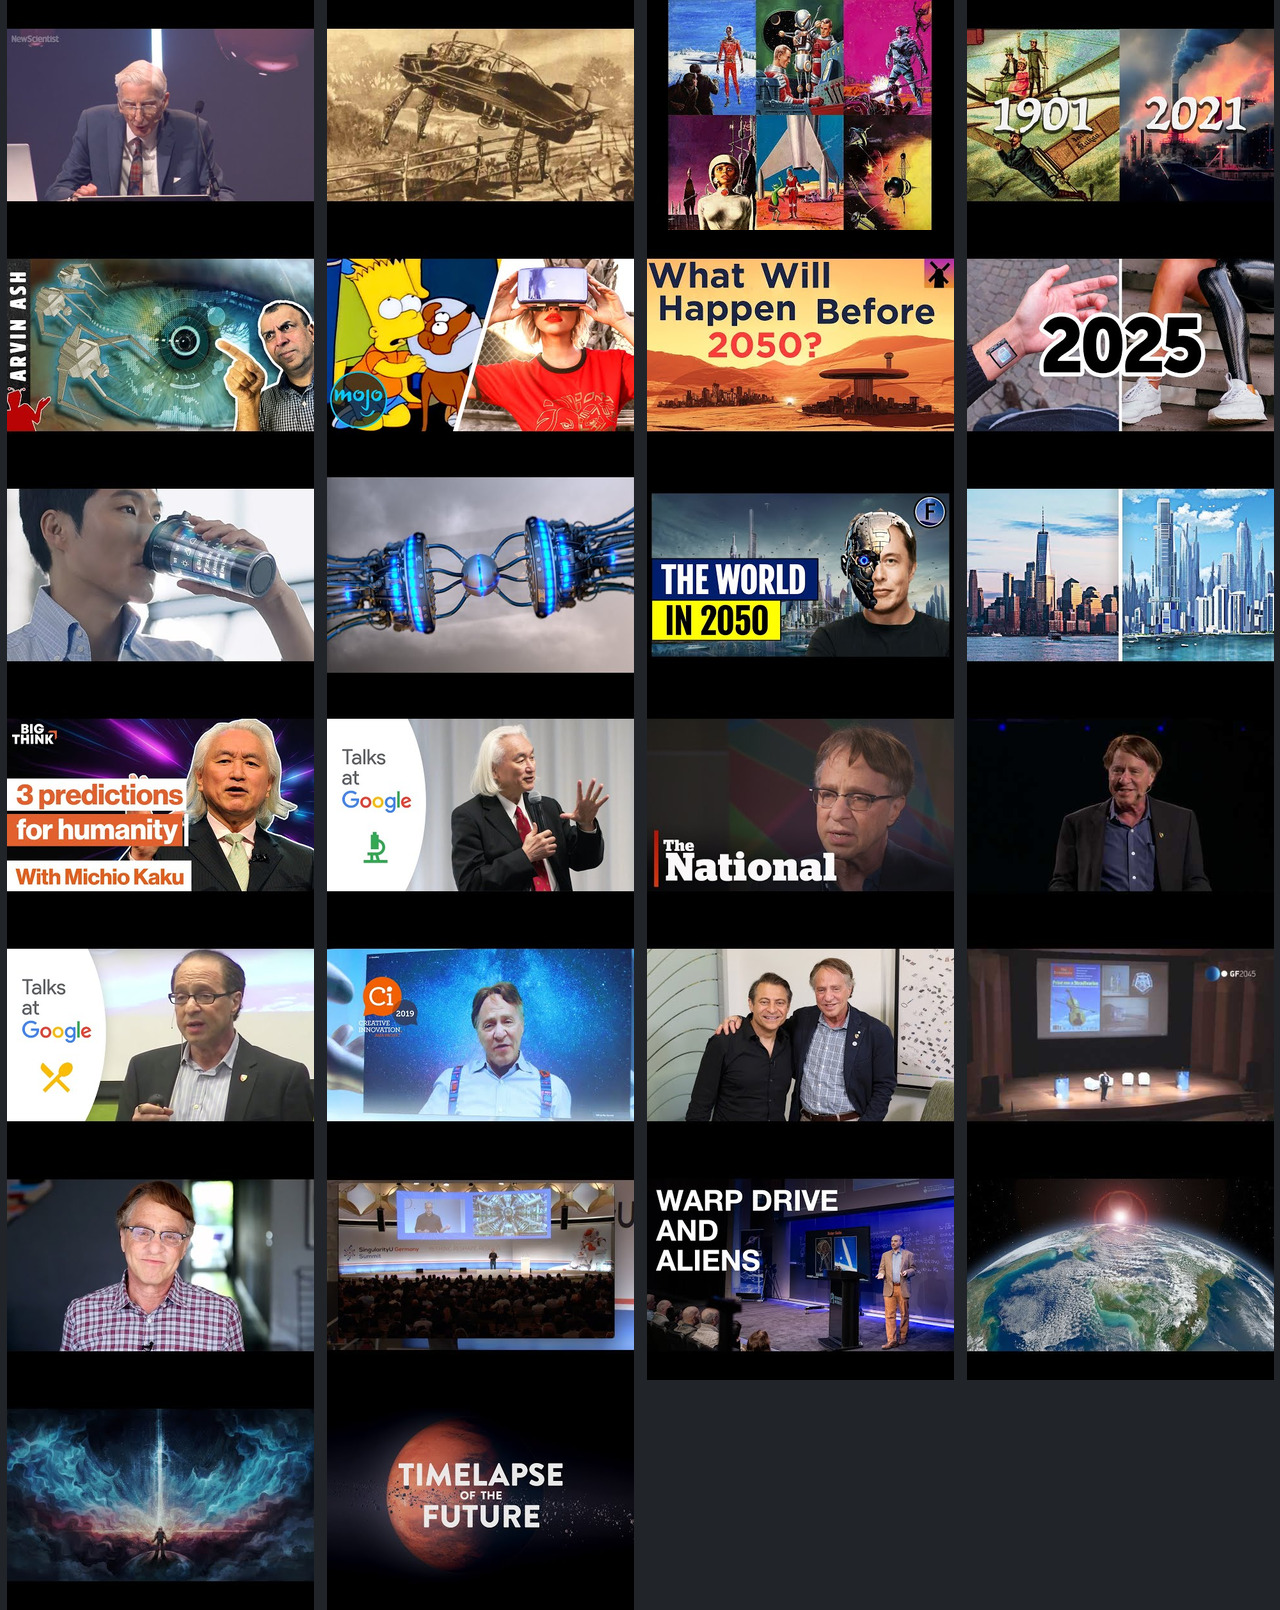 NewScientist
1901
2021
ARVIN ASH
mojo
What Will
Happen Before
2050?
2025
F
THE WORLD
IN 2050
BIG
THINK
3 predictions
for humanity
With Michio Kaku
Talks
at
Google
The
National
Talks
at
Google
Ci
2019
CREATIVE
INNOVATION
GF2045
SingularityU Germany
Summit
WARP DRIVE
AND
ALIENS
TIMELAPSE
OF THE
FUTURE